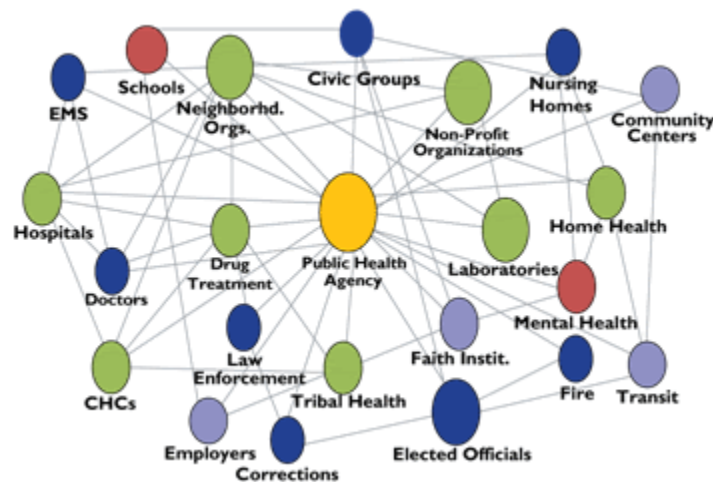 Schools
Civic Groups
EMS
Neighborhd.
Orgs.
Nursing
Homes
Non-Profit
Organizations
Community
Centers
Hospitals
Drug
Treatment
Public Health
Agency
Laboratories
Home Health
Doctors
Law
Enforcement
Faith Instit.
Mental Health
CHCs
Tribal Health
Fire
Transit
Employers
Corrections
Elected Officials